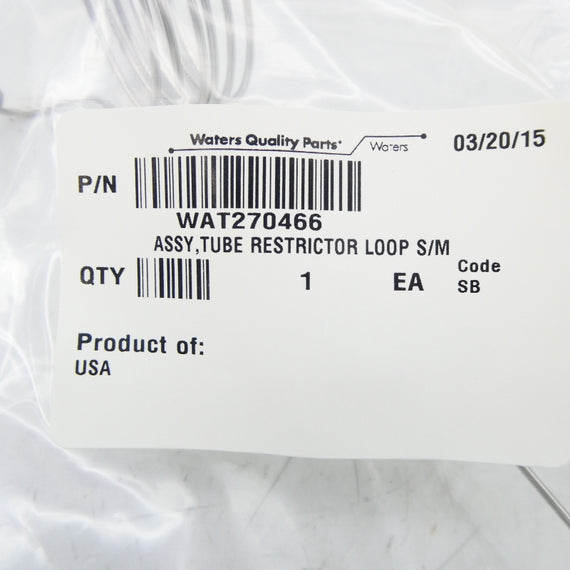 Waters Quality Parts*
Waters
03/20/15
P/N
WAT270466
ASSY,TUBE RESTRICTOR LOOP S/M
QTY
1
EA
Code
SB
Product of:
USA